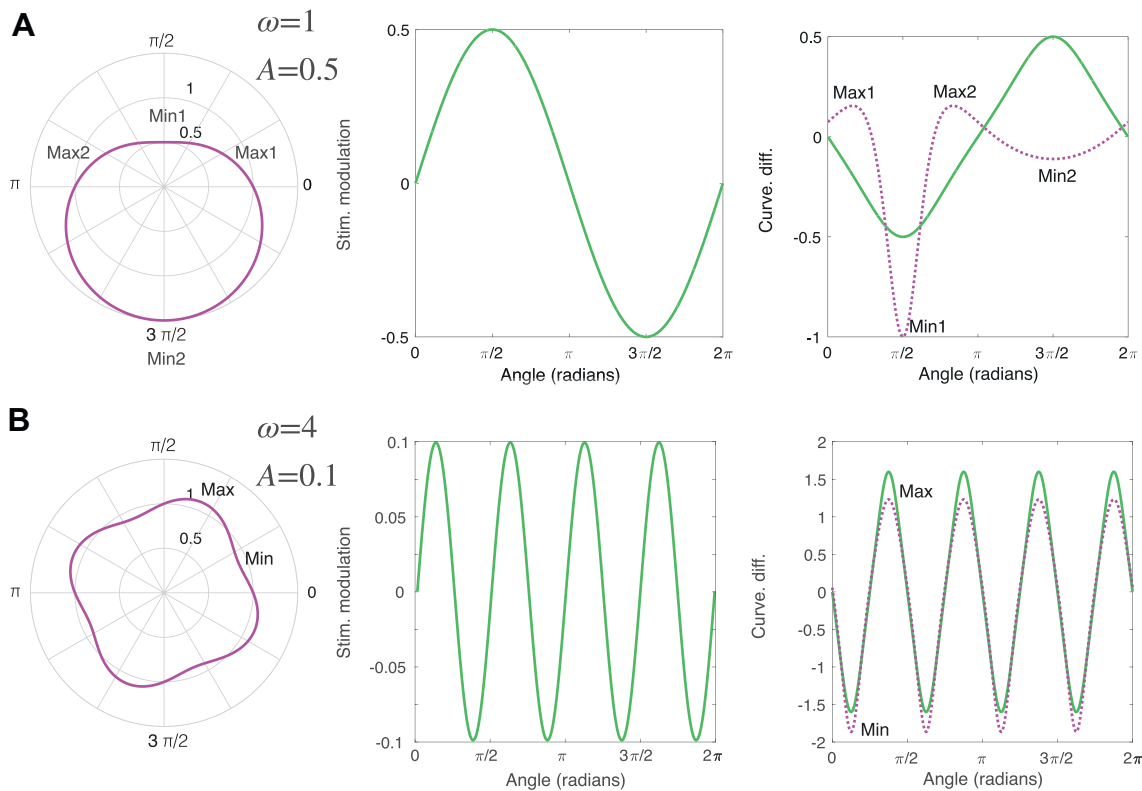 A
ω=1
A=0.5
π/2
1
Min1
0.5
Max2
Max1
π
0
3 π/2
Min2
Stim. modulation
0.5
0
-0.5
0
π/2
π
3π/2
2π
Angle (radians)
Curve. diff.
0.5
0
-0.5
-1
Max1
Max2
Min2
Min1
0
π/2
π
3π/2
2π
Angle (radians)
B
ω=4
A=0.1
π/2
1
Max
0.5
Min
π
0
3 π/2
Stim. modulation
0.1
0.05
0
-0.05
-0.1
0
π/2
π
3π/2
2π
Angle (radians)
Curve. diff.
2
1.5
1
0.5
0
-0.5
-1
-1.5
-2
Max
Min
0
π/2
π
3π/2
2π
Angle (radians)